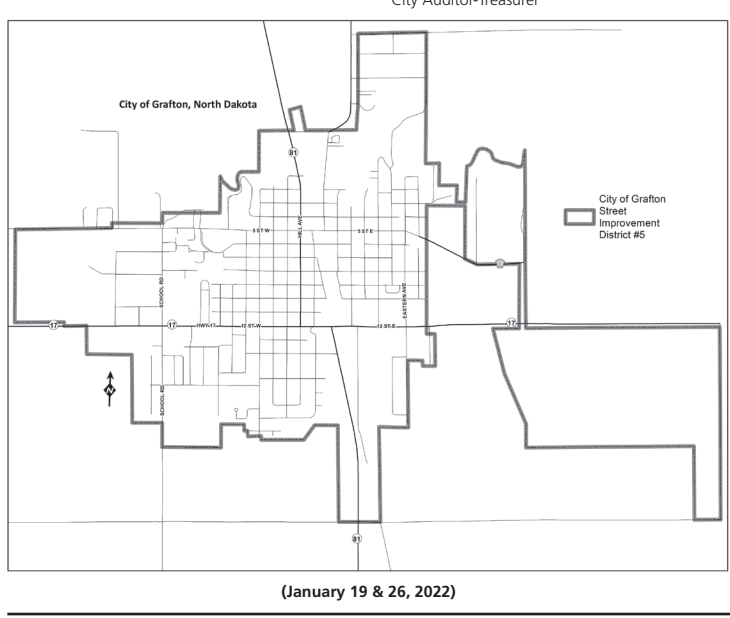 City Auditor-Treasurer
City of Grafton, North Dakota
81
City of Grafton
Street
Improvement
District #5
5 ST W
HILL AVE
5 ST E
SCHOOL RD
EASTERN AVE
17
17
HWY 17
12 ST W
12 ST E
17
N
SCHOOL RD
81
(January 19 & 26, 2022)